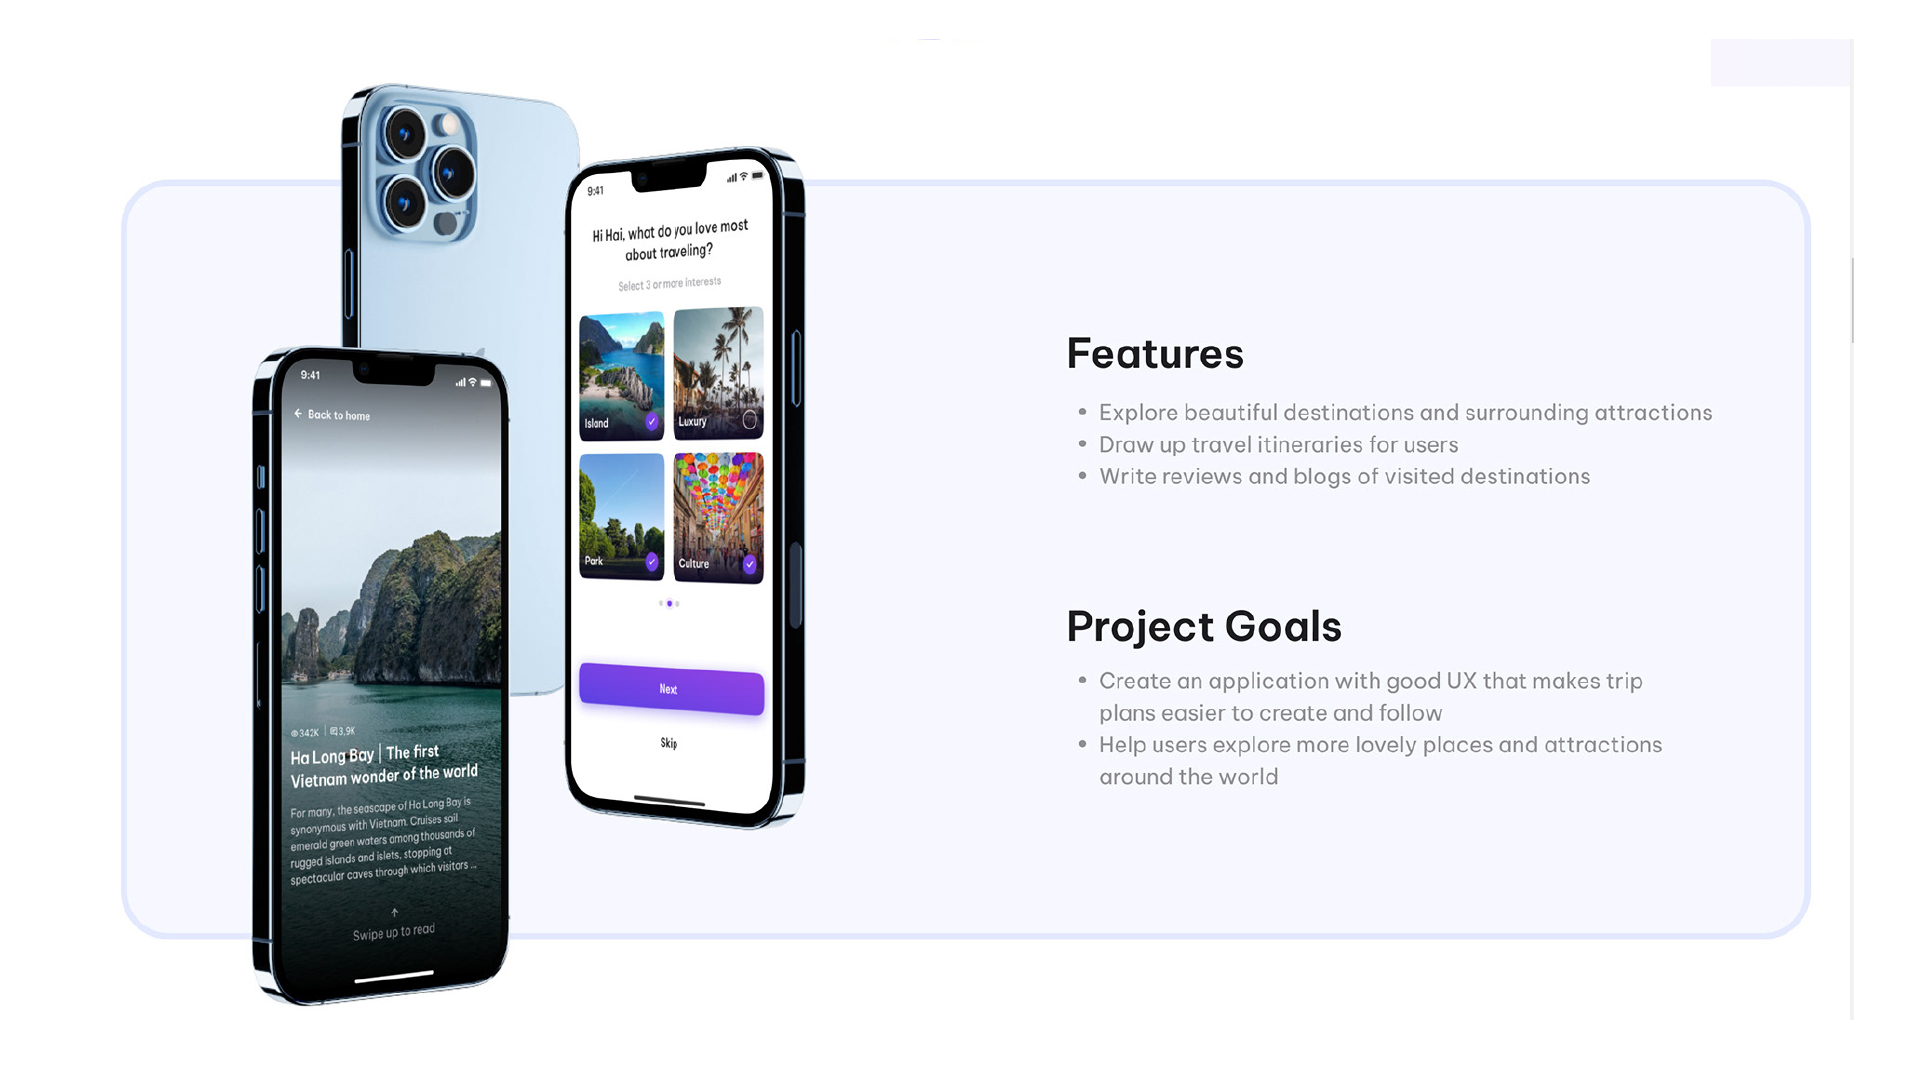 9:41
Hi Hai, what do you love most
about traveling?
Select 3 or more interests
Island
Luxury
Park
Culture
Next
Skip
9:41
Back to home
342K
3,9K
Ha Long Bay | The first
Vietnam wonder of the world
For many, the seascape of Ha Long Bay is
synonymous with Vietnam. Cruises sail
emerald green waters among thousands of
rugged islands and islets, stopping at
spectacular caves through which visitors ...
Swipe up to read
Features
• Explore beautiful destinations and surrounding attractions
• Draw up travel itineraries for users
• Write reviews and blogs of visited destinations
Project Goals
• Create an application with good UX that makes trip
plans easier to create and follow
• Help users explore more lovely places and attractions
around the world